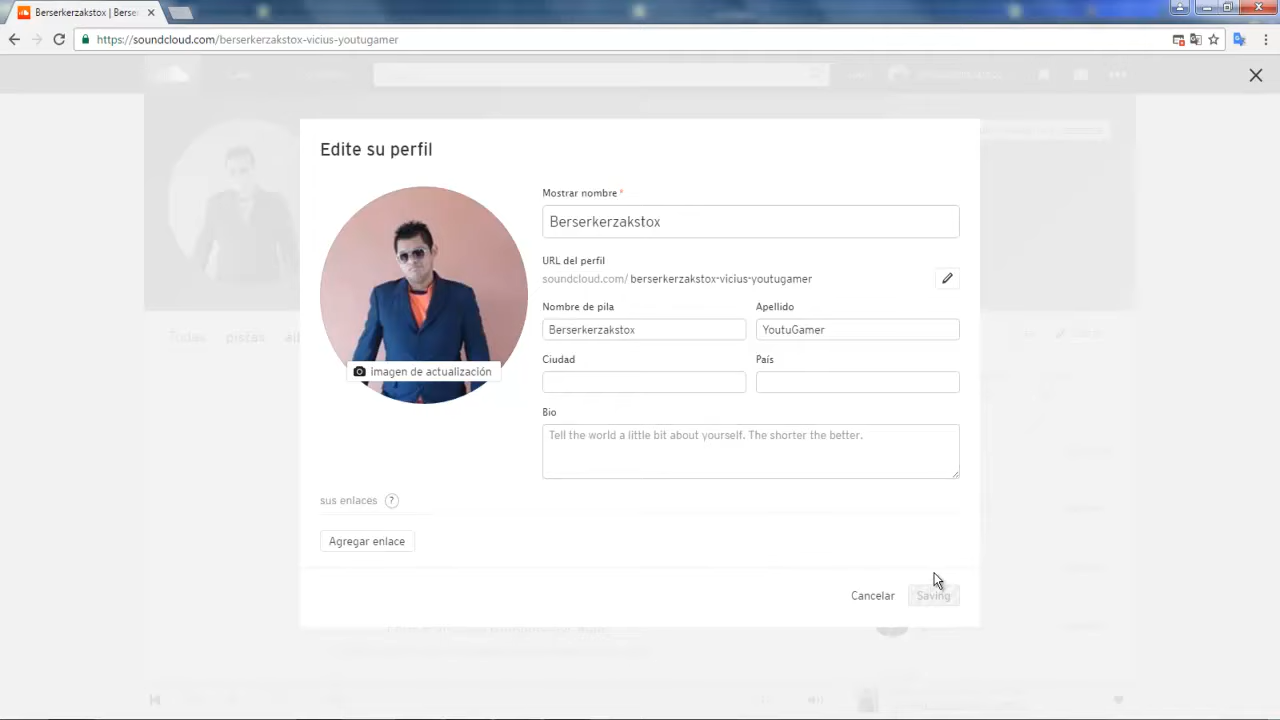 Berserkerzakstox | Berse
https://soundcloud.com/berserkerzakstox-vicius-youtugamer
Edite su perfil
Mostrar nombre *
Berserkerzakstox
URL del perfil
soundcloud.com/ berserkerzakstox-vicius-youtugamer
Nombre de pila Apellido
Berserkerzakstox YoutuGamer
Ciudad País
imagen de actualización
Bio
Tell the world a little bit about yourself. The shorter the better.
sus enlaces ?
Agregar enlace
Cancelar Saving
Todas pistas